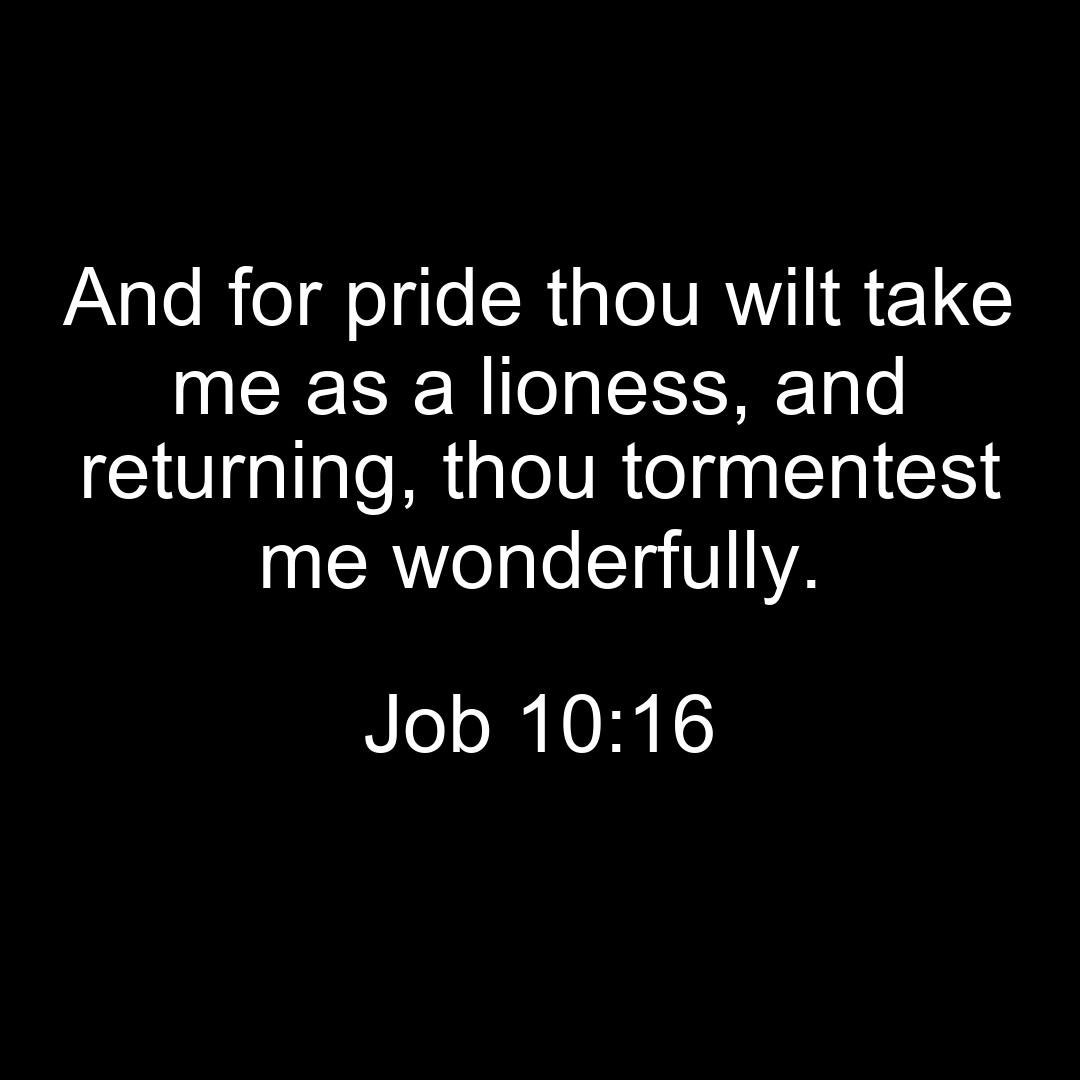 And for pride thou wilt take
me as a lioness, and
returning, thou tormentest
me wonderfully.
Job 10:16